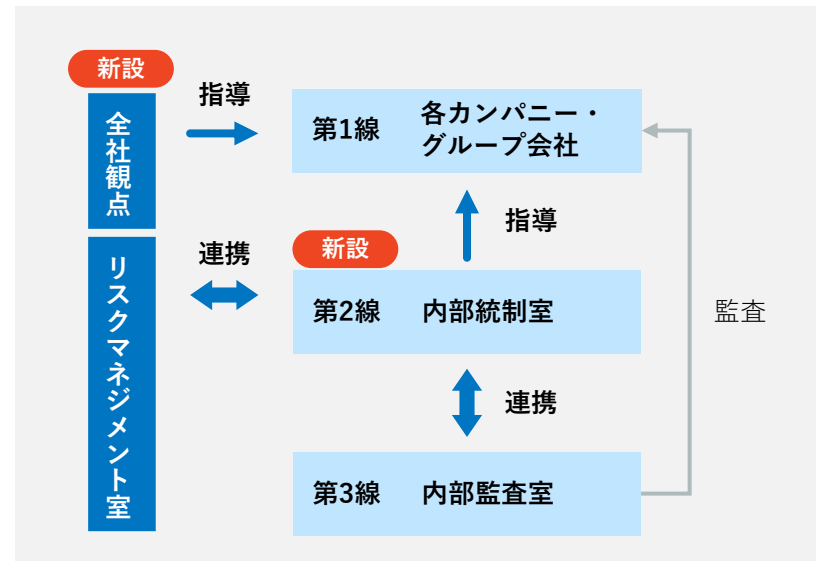 新設
全社観点
リスクマネジメント室
指導
第1線
各カンパニー・
グループ会社
指導
連携
新設
第2線
内部統制室
監査
連携
第3線
内部監査室